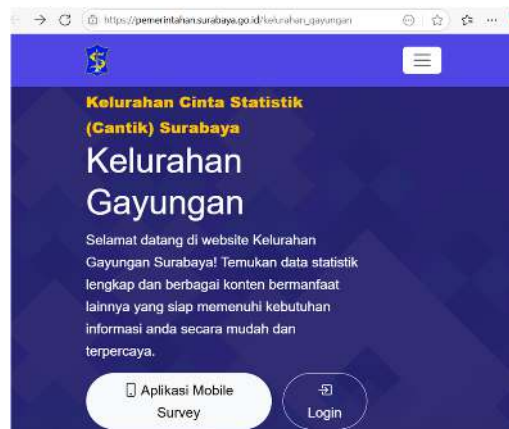 https://pemerintahan.surabaya.go.id/kelurahan_gayungan
Kelurahan Cinta Statistik
(Cantik) Surabaya
Kelurahan
Gayungan
Selamat datang di website Kelurahan
Gayungan Surabaya! Temukan data statistik
lengkap dan berbagai konten bermanfaat
lainnya yang siap memenuhi kebutuhan
informasi anda secara mudah dan
terpercaya.
Aplikasi Mobile
Survey
Login